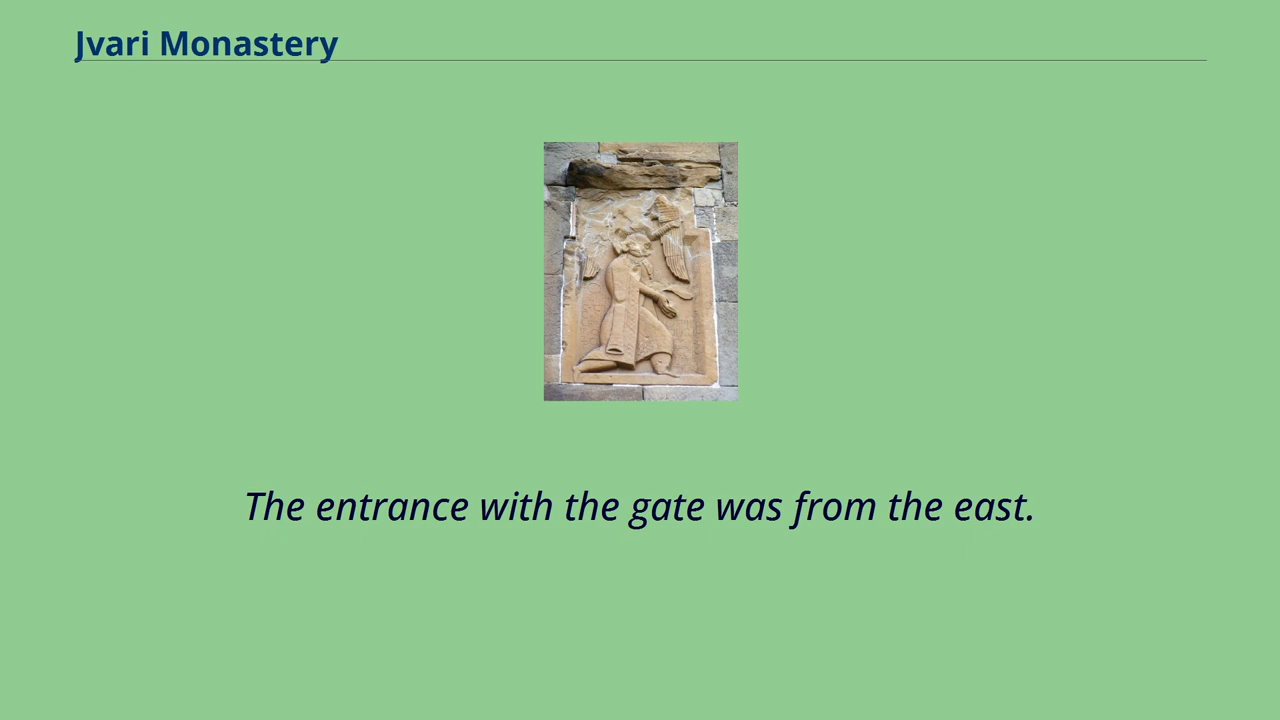 Jvari Monastery
The entrance with the gate was from the east.